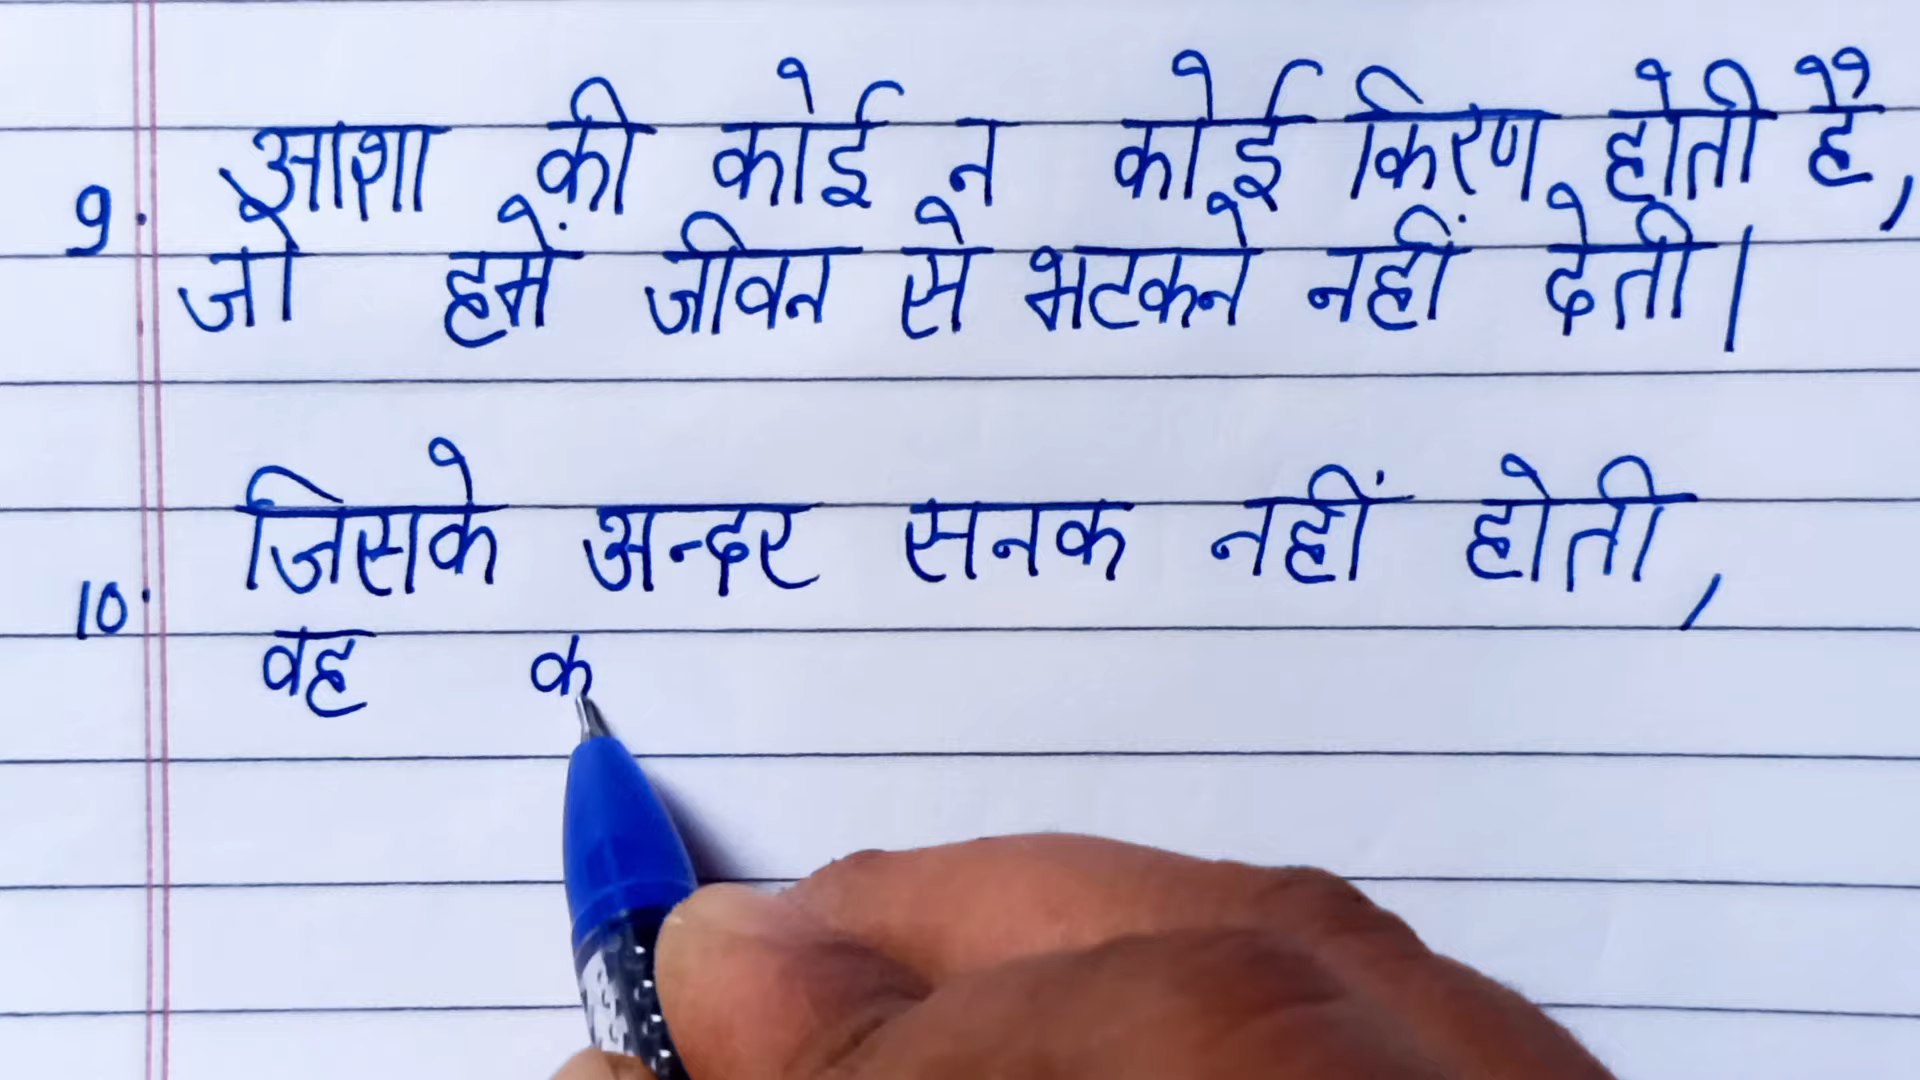 9. आशा की कोई न कोई किरण होती है,
जो हमें जीवन से भटकने नहीं देती।
10. जिसके अन्दर सनक नहीं होती,
वह क